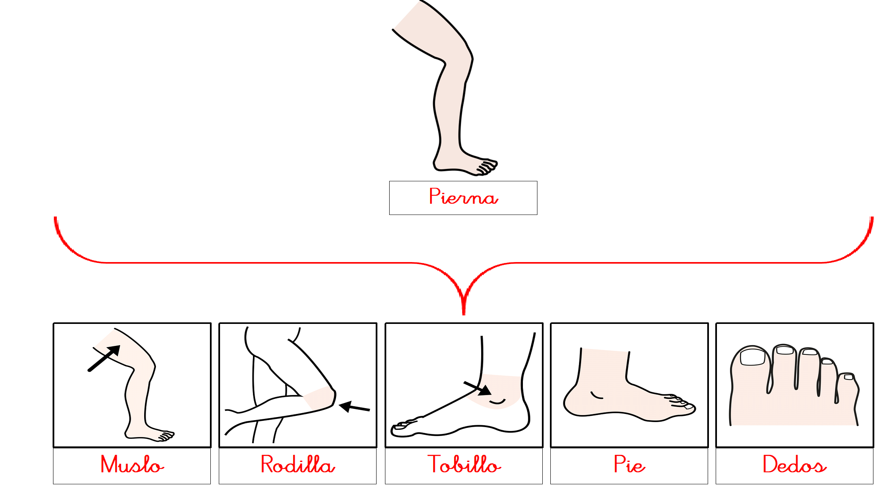 Pierna
Muslo
Rodilla
Tobillo
Pie
Dedos